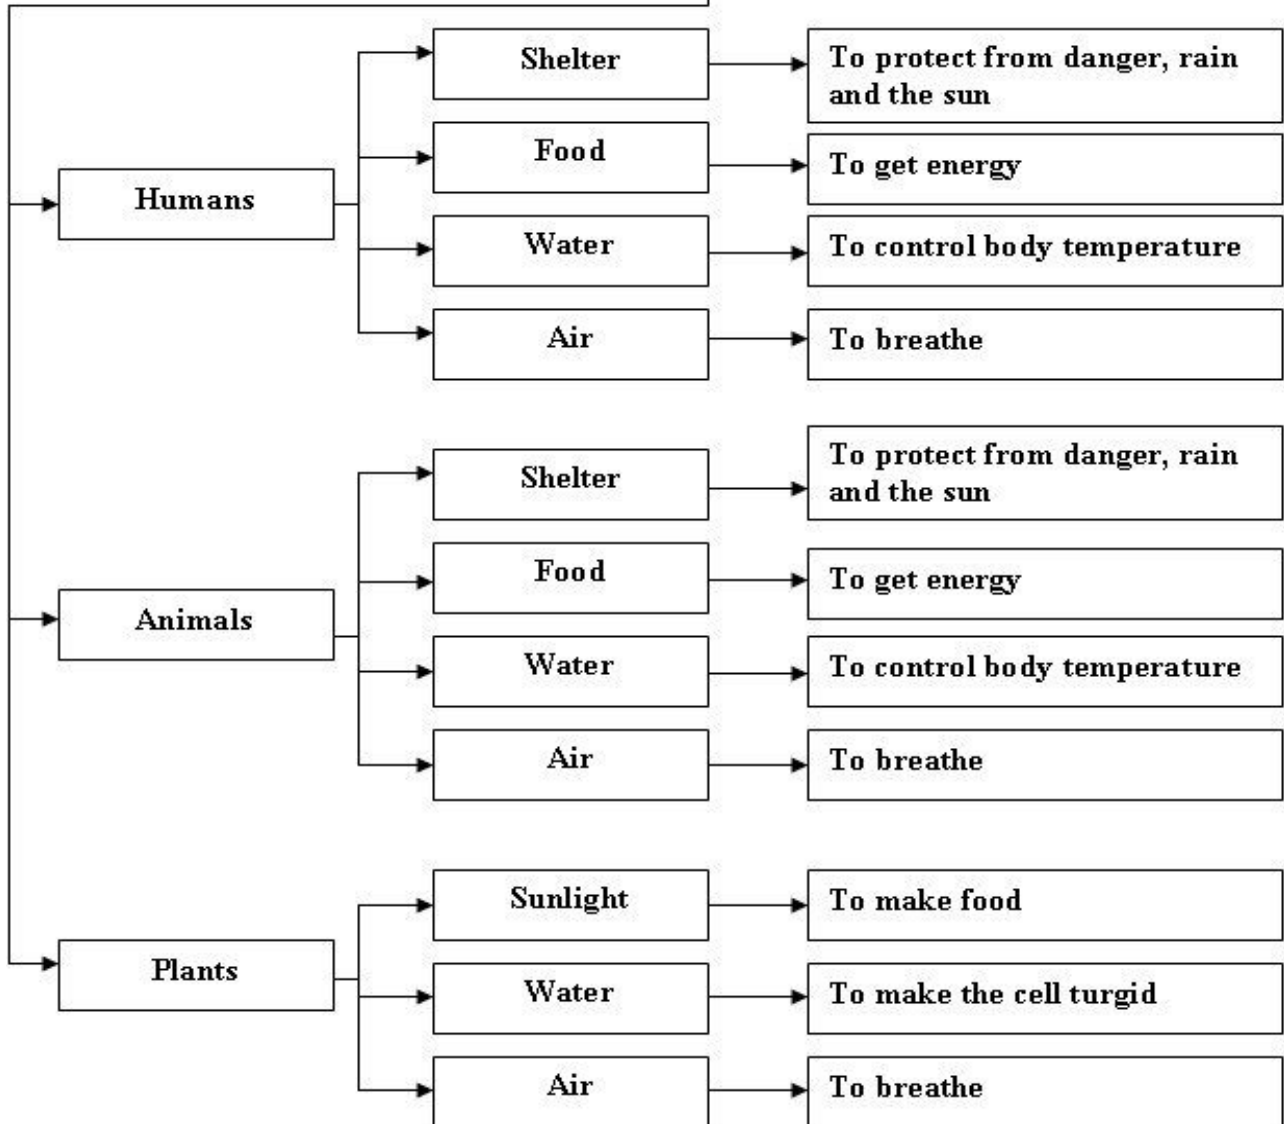 Humans
Shelter
To protect from danger, rain
and the sun
Food
To get energy
Water
To control body temperature
Air
To breathe
Animals
Shelter
To protect from danger, rain
and the sun
Food
To get energy
Water
To control body temperature
Air
To breathe
Plants
Sunlight
To make food
Water
To make the cell turgid
Air
To breathe